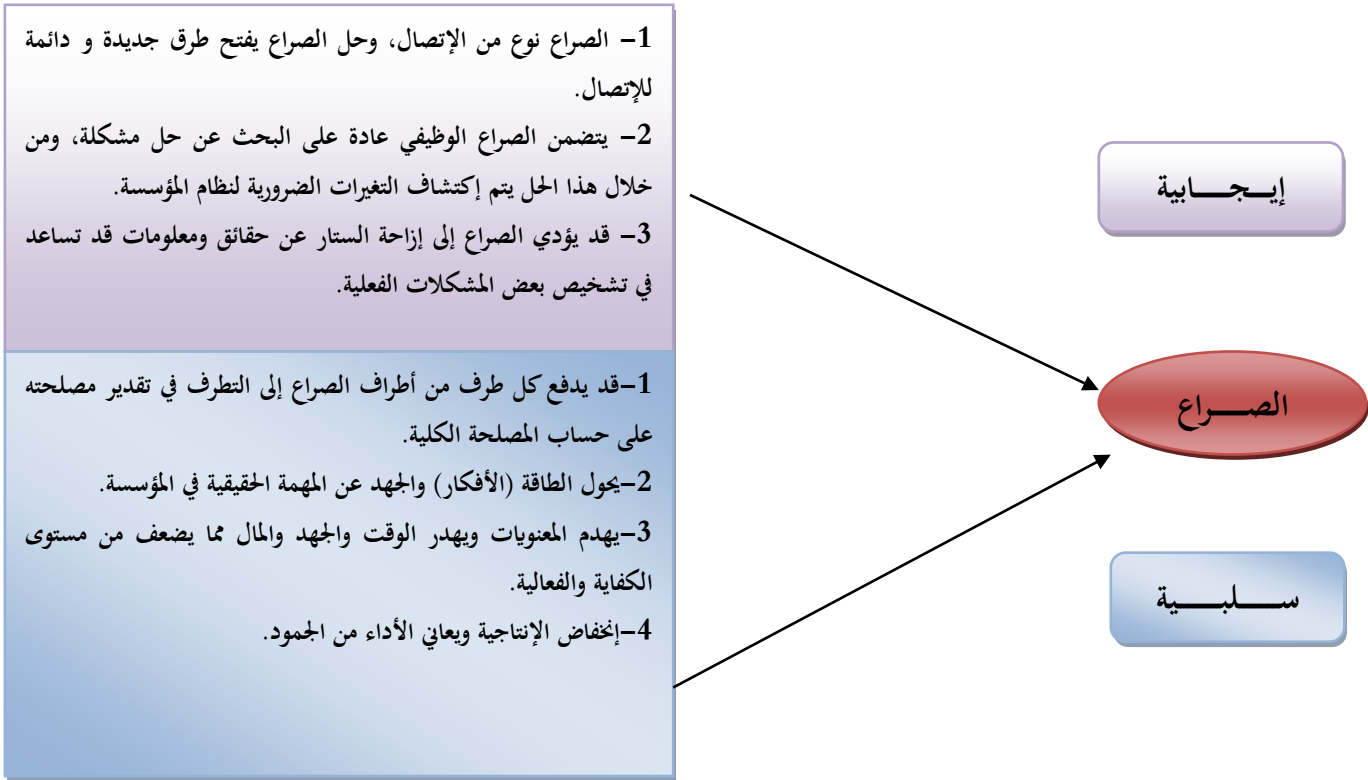 1- الصراع نوع من الإتصال، وحل الصراع يفتح طرق جديدة و دائمة
للإتصال.
2- يتضمن الصراع الوظيفي عادة على البحث عن حل مشكلة، ومن
خلال هذا الحل يتم إكتشاف التغيرات الضرورية لنظام المؤسسة.
3- قد يؤدي الصراع إلى إزاحة الستار عن حقائق ومعلومات قد تساعد
في تشخيص بعض المشكلات الفعلية.
1-قد يدفع كل طرف من أطراف الصراع إلى التطرف في تقدير مصلحته
على حساب المصلحة الكلية.
2-يحول الطاقة (الأفكار) والجهد عن المهمة الحقيقية في المؤسسة.
3-يهدم المعنويات ويهدر الوقت والجهد والمال مما يضعف من مستوى
الكفاية والفعالية.
4-إنخفاض الإنتاجية ويعاني الأداء من الجمود.
إيـــجـــــابية
الصـــــراع
ســـــلبـــــية